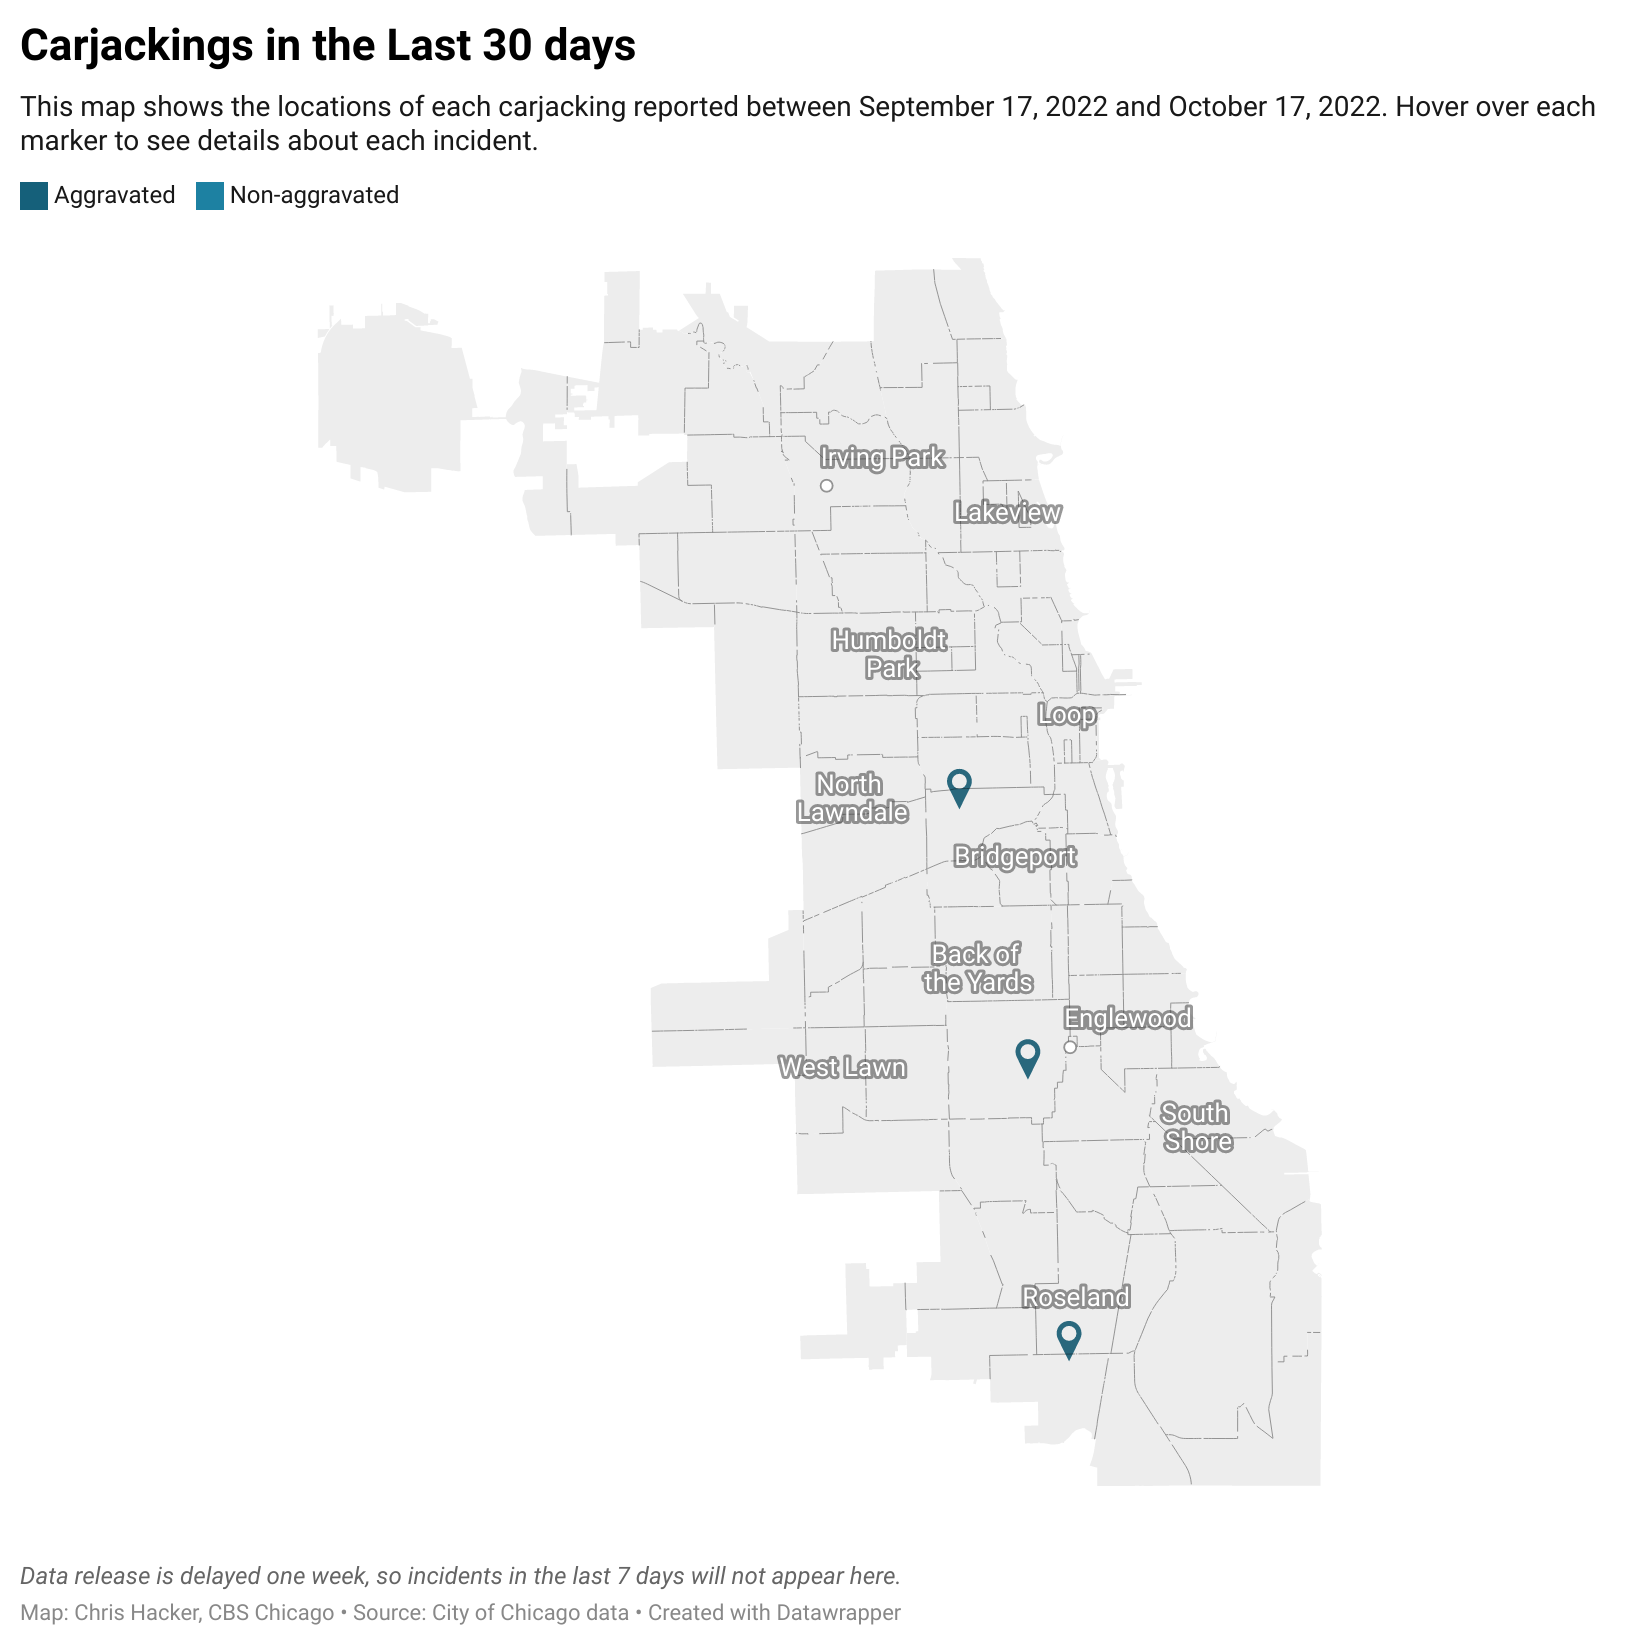 Carjackings in the Last 30 days
This map shows the locations of each carjacking reported between September 17, 2022 and October 17, 2022. Hover over each
marker to see details about each incident.
Aggravated Non-aggravated
Irving Park
Lakeview
Humboldt
Park
Loop
North
Lawndale
Bridgeport
Back of
the Yards
Englewood
West Lawn
South
Shore
Roseland
Data release is delayed one week, so incidents in the last 7 days will not appear here.
Map: Chris Hacker, CBS Chicago • Source: City of Chicago data • Created with Datawrapper